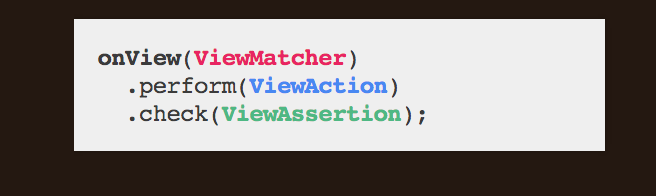 onView(ViewMatcher)
.perform(ViewAction)
.check(ViewAssertion);